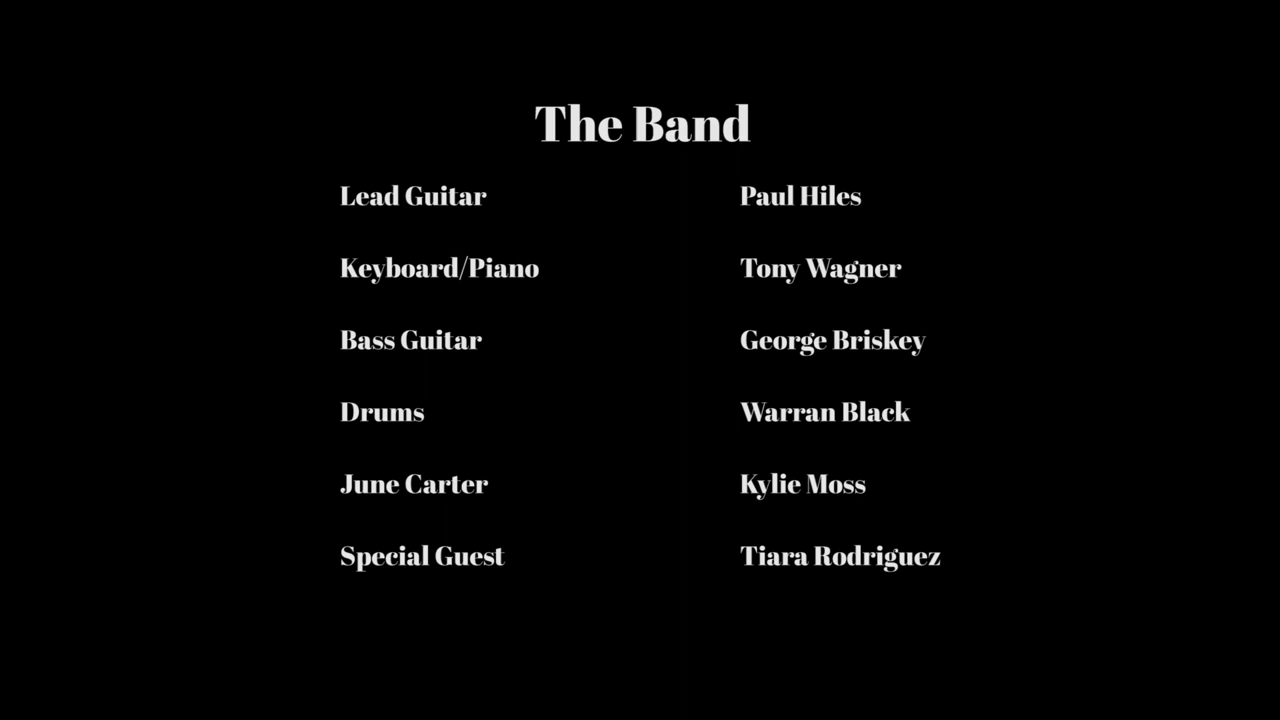 The Band
Lead Guitar Paul Hiles
Keyboard/Piano Tony Wagner
Bass Guitar George Briskey
Drums Warran Black
June Carter Kylie Moss
Special Guest Tiara Rodriguez